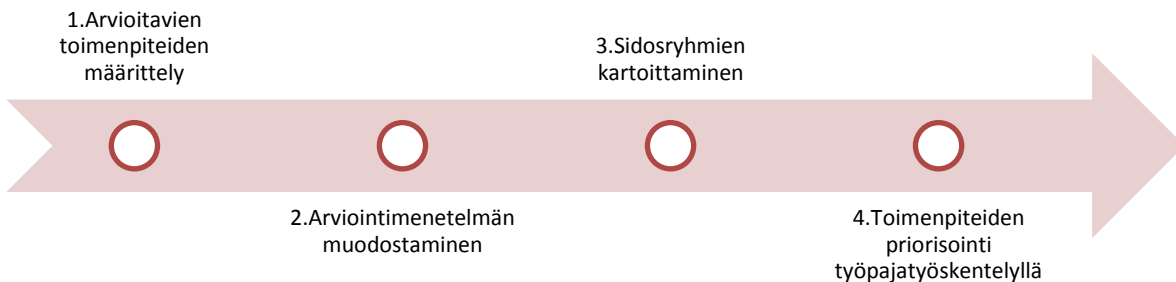 1.Arvioitavien
toimenpiteiden
määrittely
2.Arviointimenetelmän
muodostaminen
3.Sidosryhmien
kartoittaminen
4.Toimenpiteiden
priorisointi
työpajatyöskentelyllä